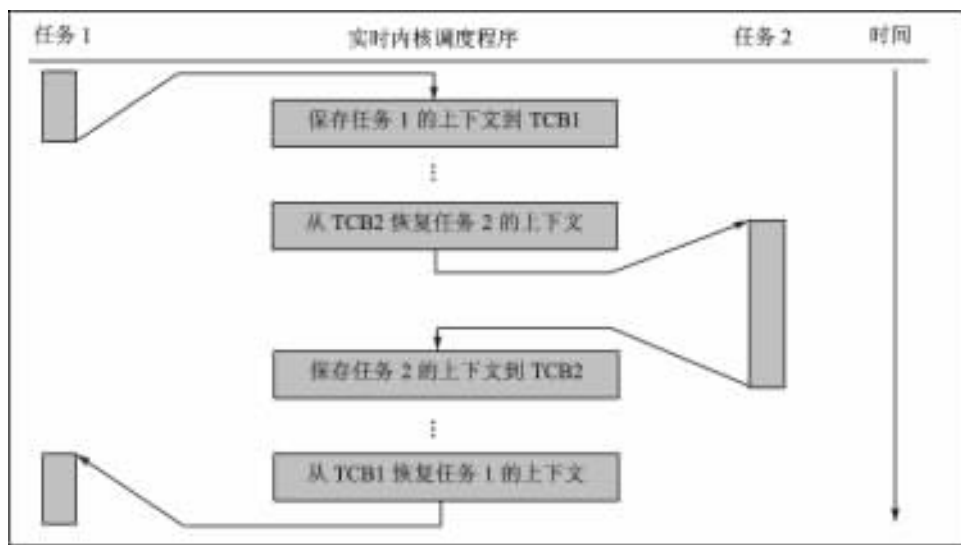 任务 1 实时内核调度程序 任务 2 时间
保存任务 1 的上下文到 TCB1
从 TCB2 恢复任务 2 的上下文
保存任务 2 的上下文到 TCB2
从 TCB1 恢复任务 1 的上下文